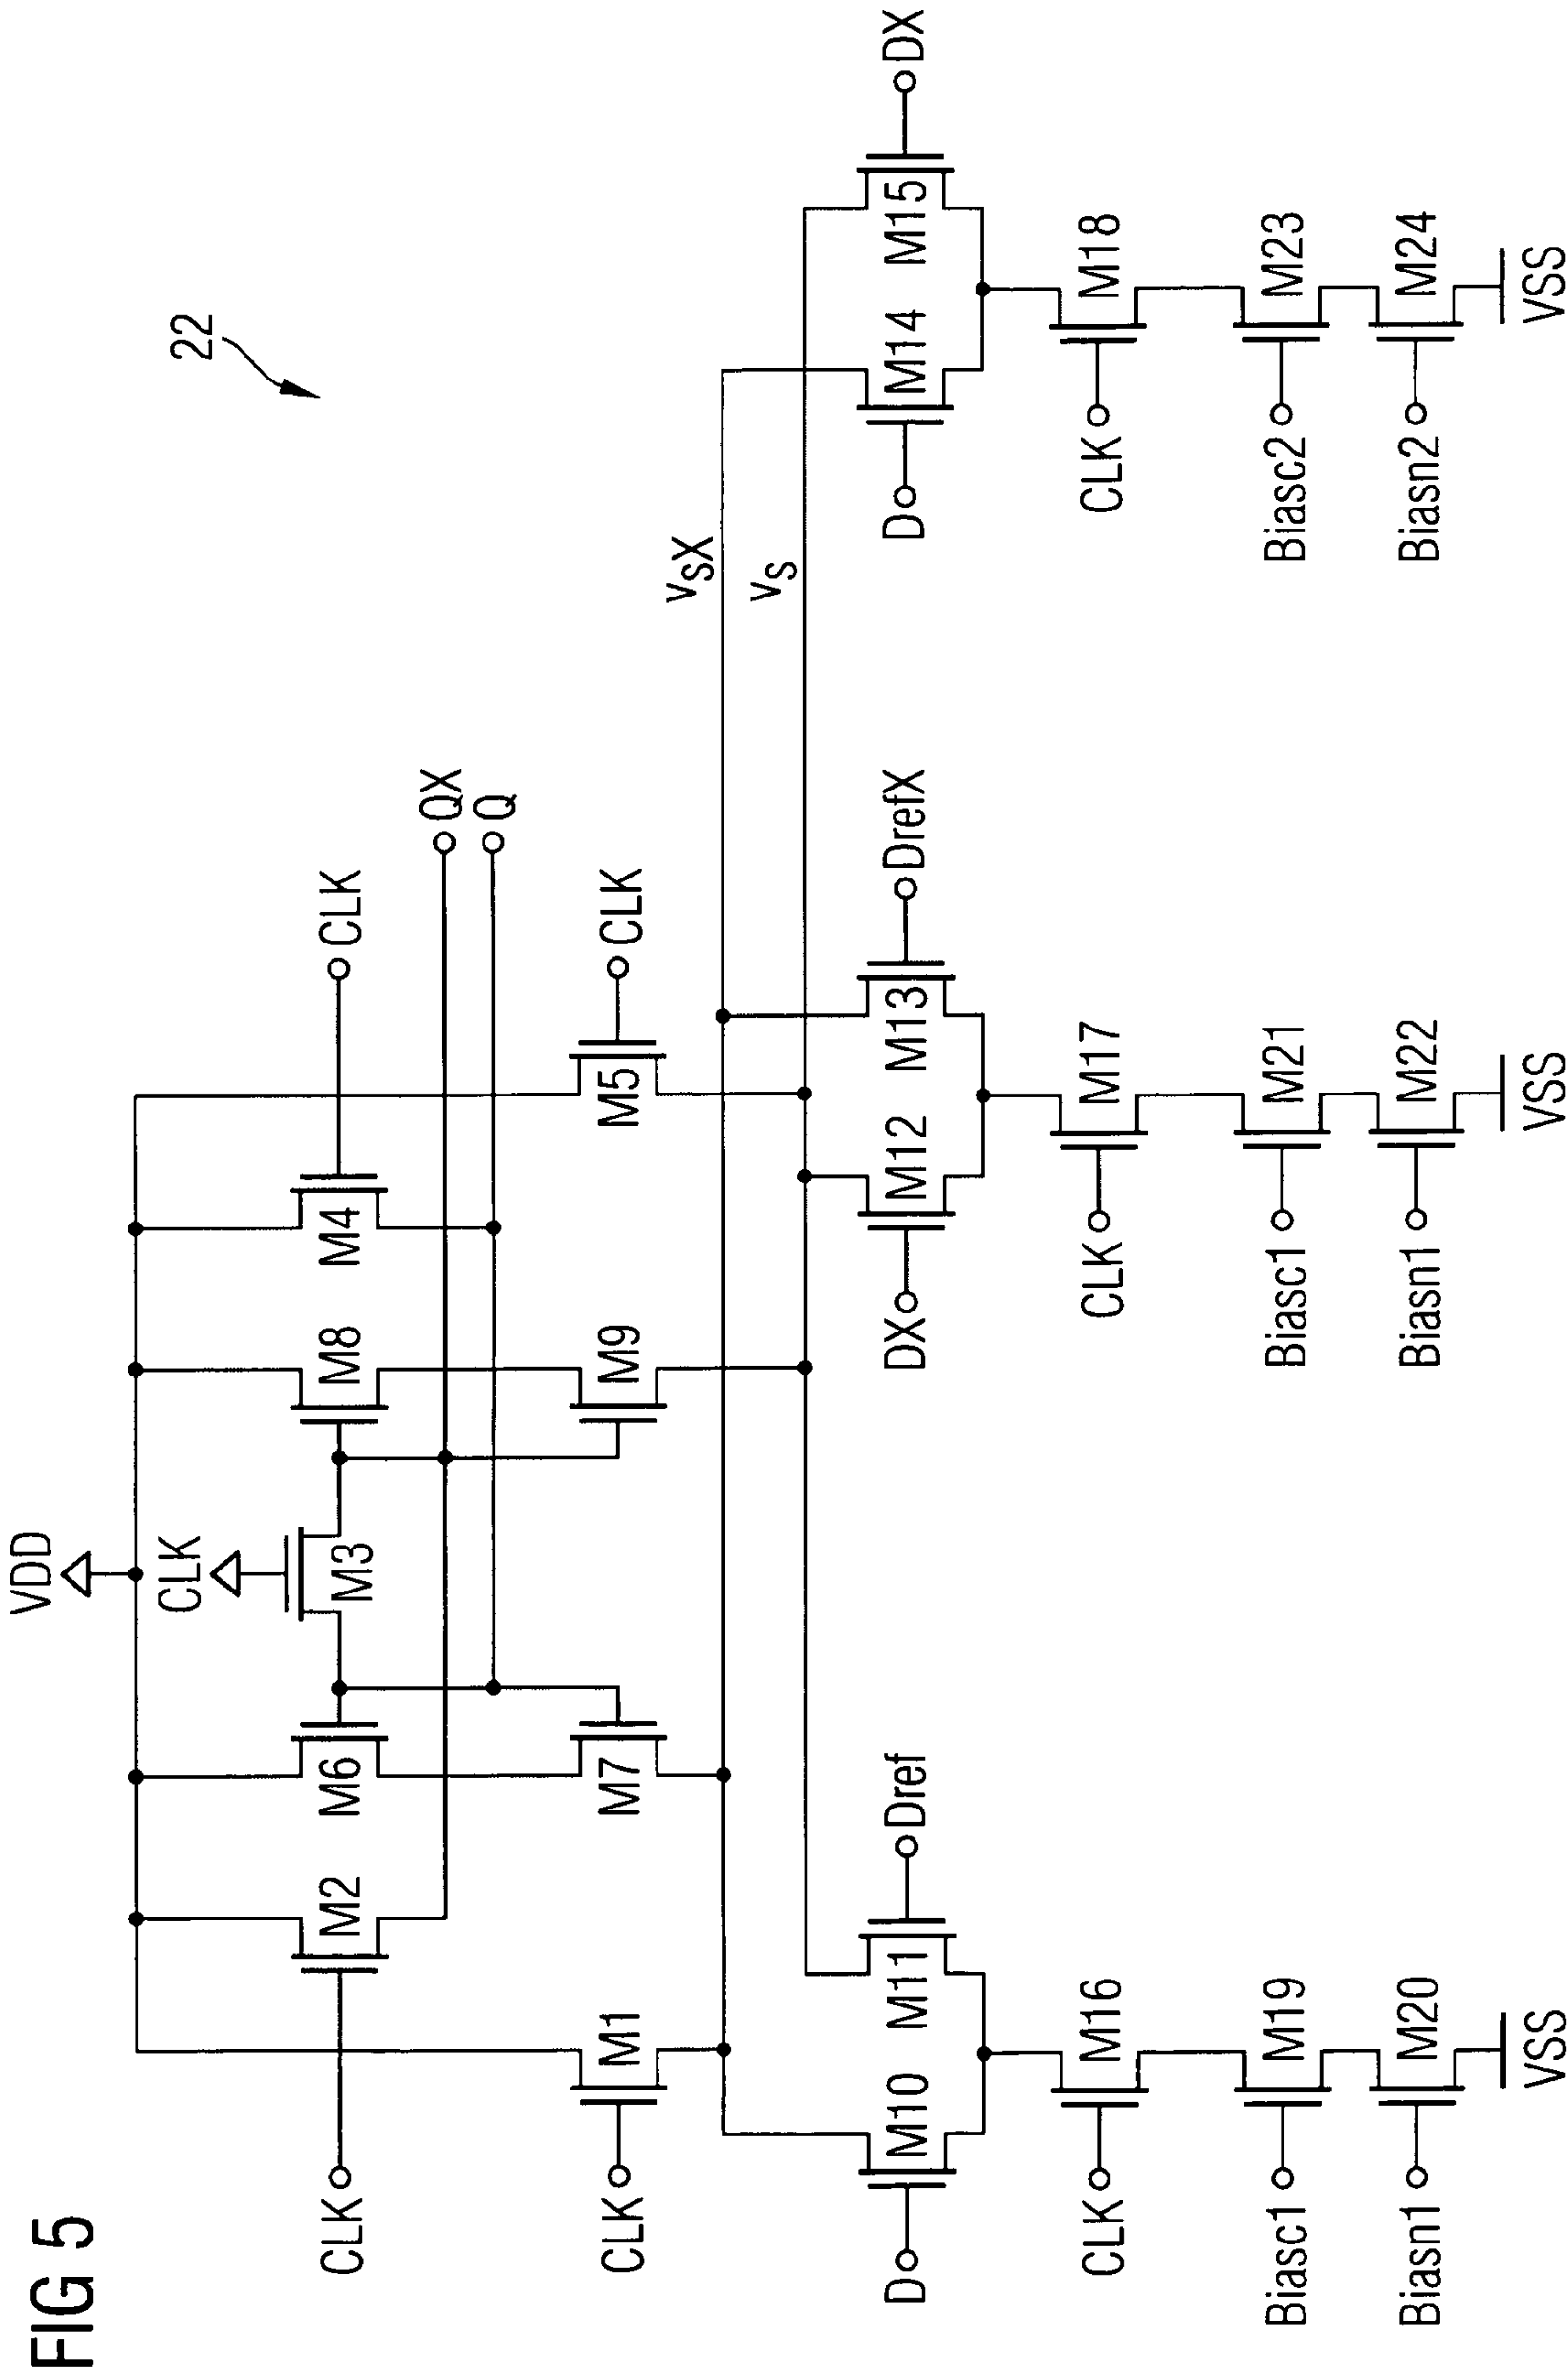 FIG 5
22
VDD
CLK
CLK
M2
M6
M3
M8
M4
CLK
QX
Q
CLK
M1
M7
M9
M5
CLK
vsX
vs
D
M10
M11
Dref
DX
M12
M13
DrefX
D
M14
M15
DX
CLK
M16
CLK
M17
CLK
M18
Biasc1
M19
Biasc1
M21
Biasc2
M23
Biasn1
M20
Biasn1
M22
Biasn2
M24
VSS
VSS
VSS